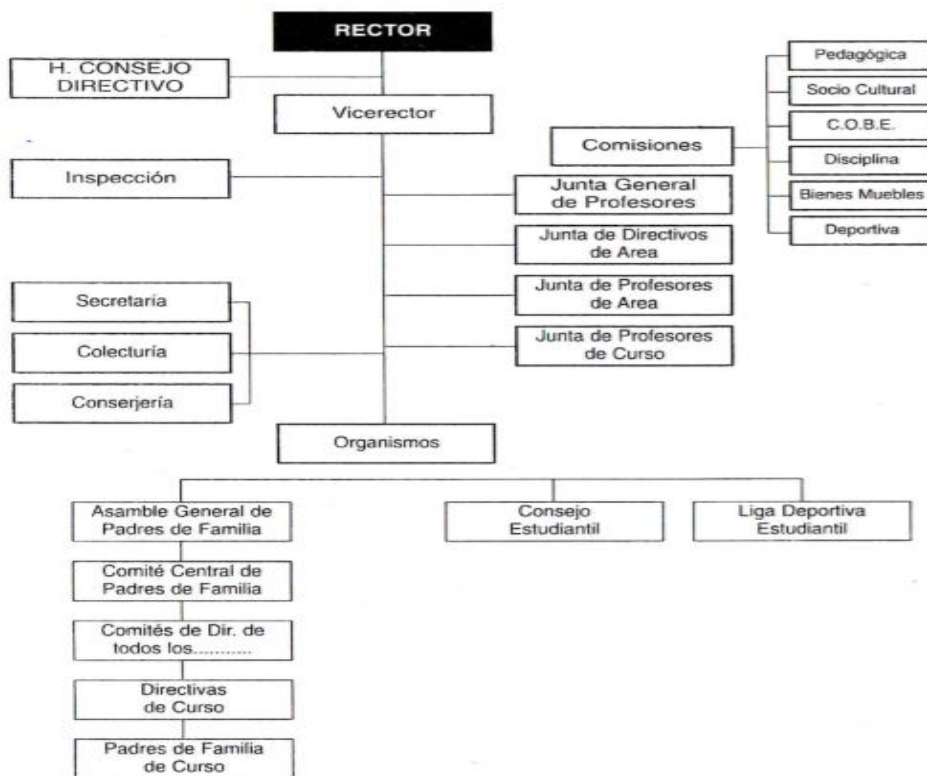 RECTOR
H. CONSEJO
DIRECTIVO
Vicerector
Inspección
Comisiones
Pedagógica
Socio Cultural
C.O.B.E.
Disciplina
Bienes Muebles
Deportiva
Junta General
de Profesores
Junta de Directivos
de Area
Junta de Profesores
de Area
Junta de Profesores
de Curso
Secretaría
Colecturía
Conserjería
Organismos
Asamble General de
Padres de Familia
Comité Central de
Padres de Familia
Comités de Dir. de
todos los...........
Directivas
de Curso
Padres de Familia
de Curso
Consejo
Estudiantil
Liga Deportiva
Estudiantil